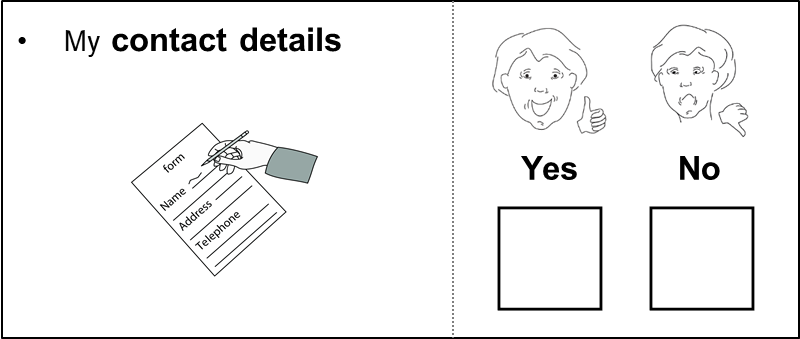 • My contact details
form
Name
Address
Telephone
Yes No